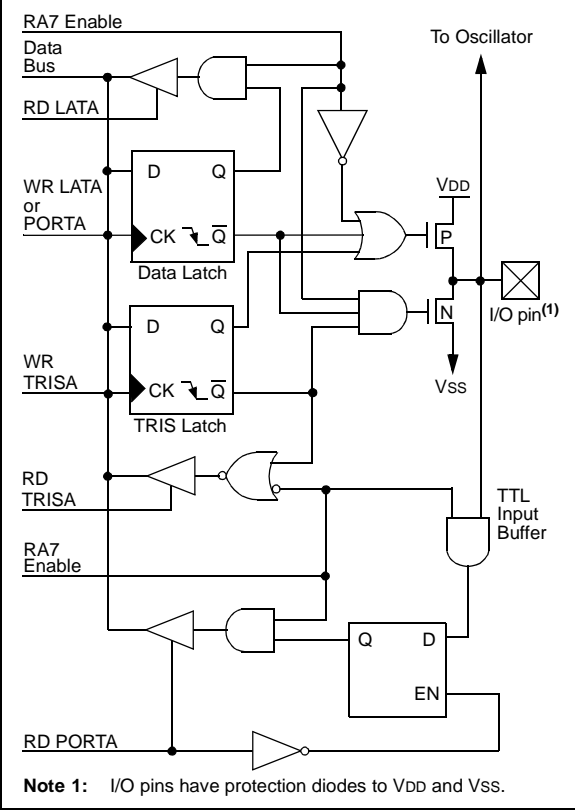 RA7 Enable
To Oscillator
Data
Bus
RD LATA
VDD
D Q
WR LATA
or
PORTA
CK Q
P
Data Latch
N
I/O pin(1)
D Q
WR
TRISA
VSS
CK Q
TRIS Latch
RD
TRISA
TTL
Input
Buffer
RA7
Enable
Q D
EN
RD PORTA
Note 1: I/O pins have protection diodes to VDD and VSS.